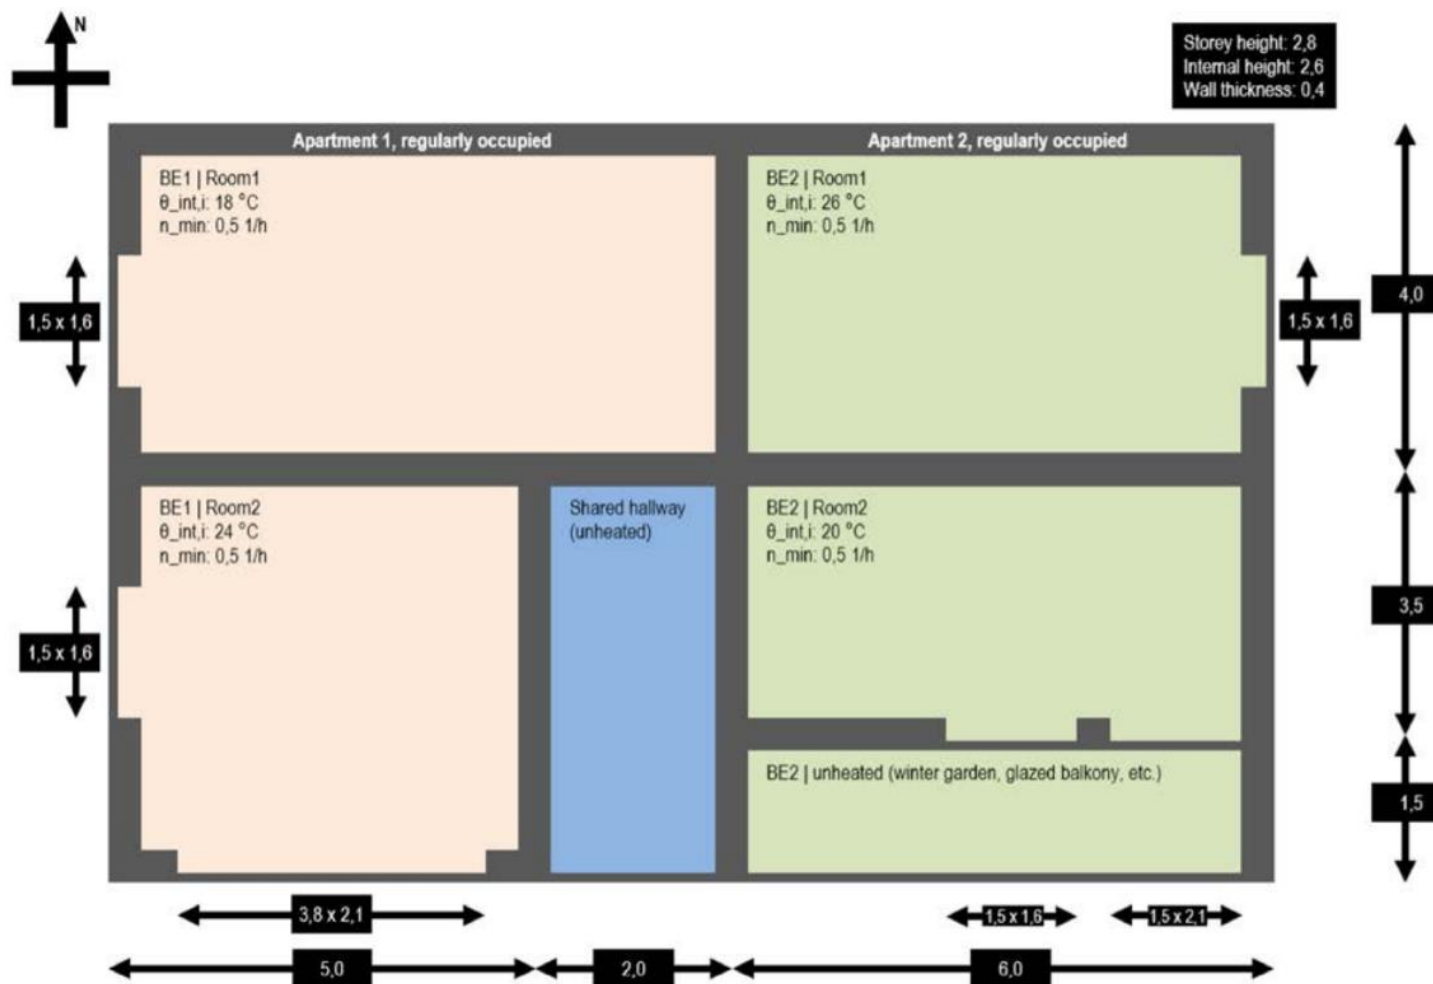 N
Storey height: 2,8
Internal height: 2,6
Wall thickness: 0,4
Apartment 1, regularly occupied
Apartment 2, regularly occupied
BE1 | Room1
θ_int,i: 18 °C
n_min: 0,5 1/h
BE2 | Room1
θ_int,i: 26 °C
n_min: 0,5 1/h
1,5 x 1,6
1,5 x 1,6
4,0
BE1 | Room2
θ_int,i: 24 °C
n_min: 0,5 1/h
Shared hallway
(unheated)
BE2 | Room2
θ_int,i: 20 °C
n_min: 0,5 1/h
1,5 x 1,6
3,5
BE2 | unheated (winter garden, glazed balkony, etc.)
1,5
3,8 x 2,1
1,5 x 1,6
1,5 x 2,1
5,0
2,0
6,0